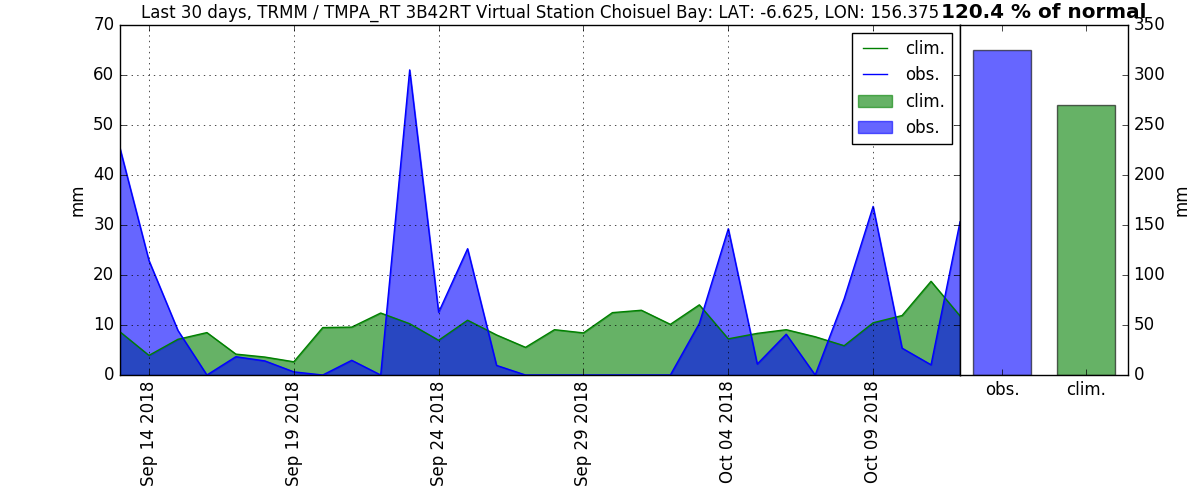 Last 30 days, TRMM / TMPA_RT 3B42RT Virtual Station Choisuel Bay: LAT: -6.625, LON: 156.375
120.4 % of normal
70
60
50
40
30
20
10
0
mm
clim.
obs.
clim.
obs.
350
300
250
200
150
100
50
0
mm
obs.
clim.
Sep 14 2018
Sep 19 2018
Sep 24 2018
Sep 29 2018
Oct 04 2018
Oct 09 2018